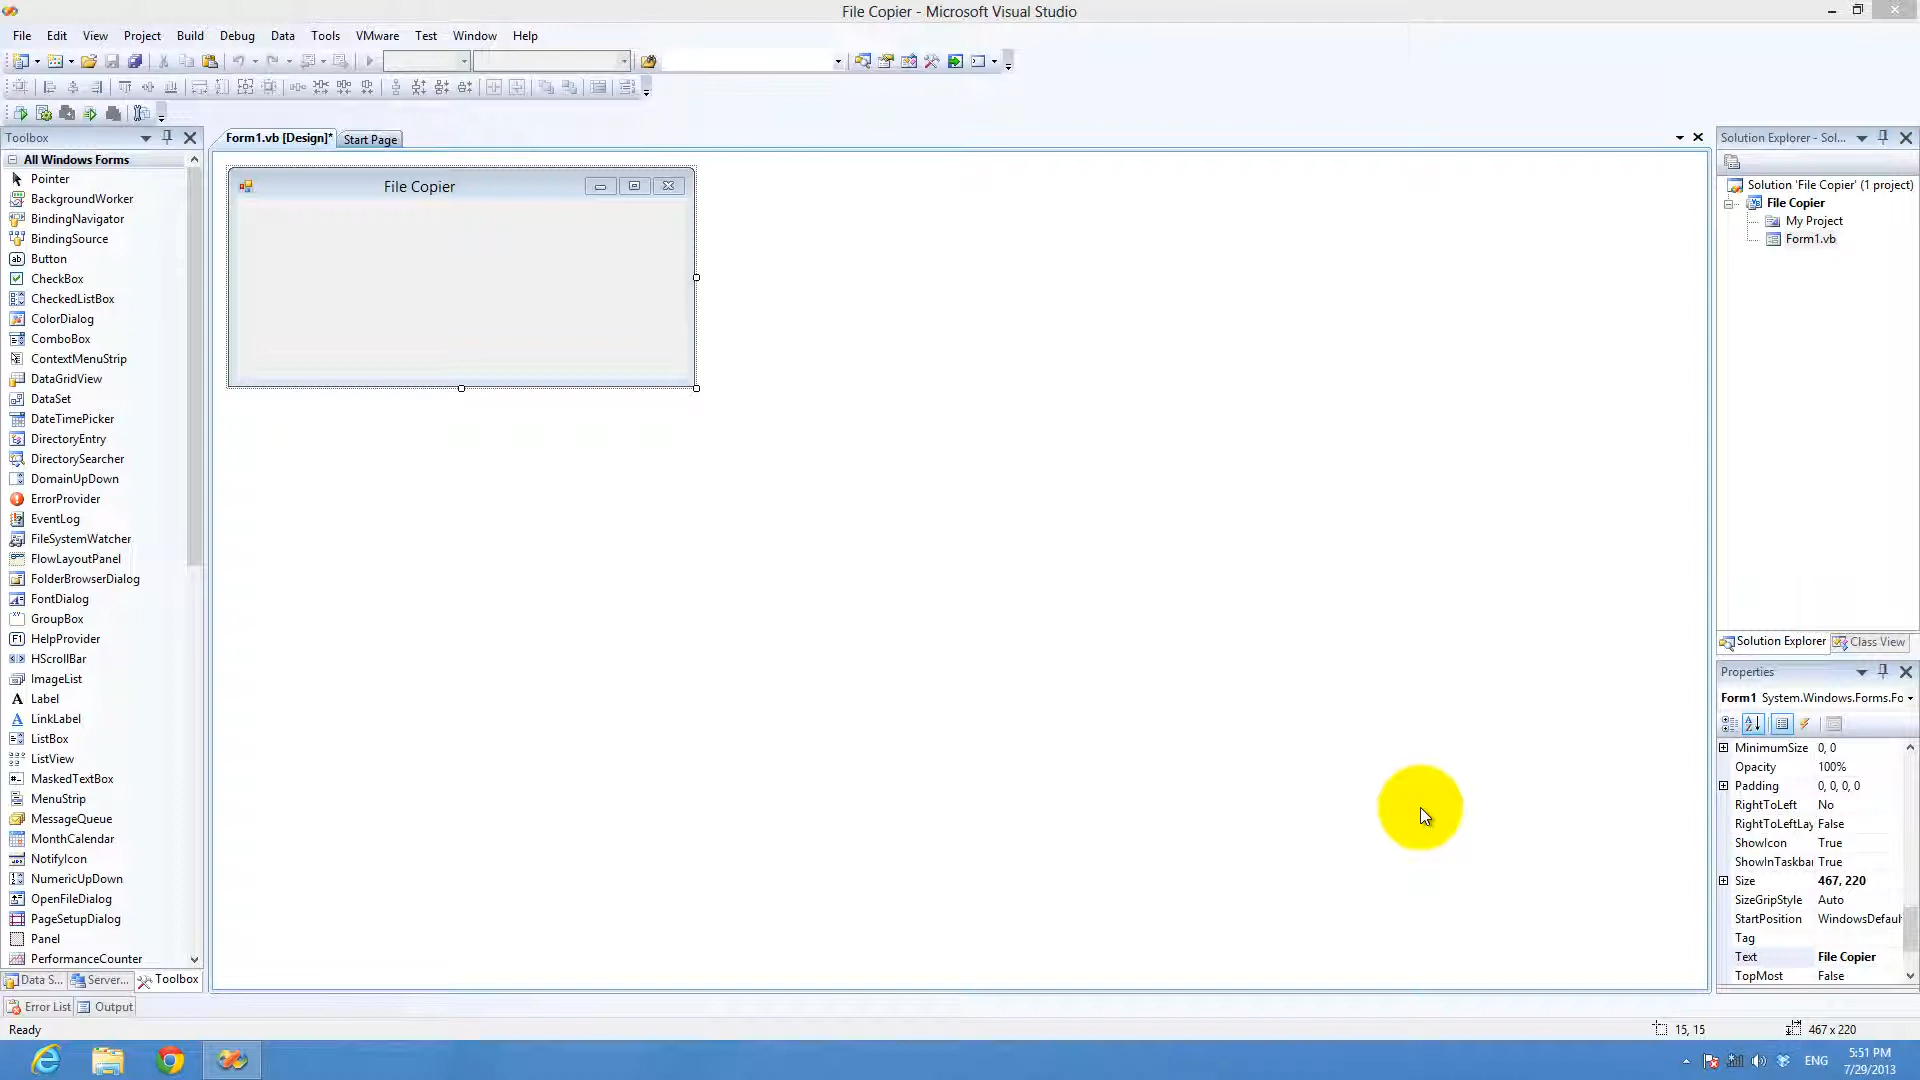 File Copier - Microsoft Visual Studio
File Edit View Project Build Debug Data Tools VMware Test Window Help
Toolbox
Form1.vb [Design]* Start Page
Solution Explorer - Sol...
All Windows Forms
Pointer
BackgroundWorker
BindingNavigator
BindingSource
Button
CheckBox
CheckedListBox
ColorDialog
ComboBox
ContextMenuStrip
DataGridView
DataSet
DateTimePicker
DirectoryEntry
DirectorySearcher
DomainUpDown
ErrorProvider
EventLog
FileSystemWatcher
FlowLayoutPanel
FolderBrowserDialog
FontDialog
GroupBox
HelpProvider
HScrollBar
ImageList
Label
LinkLabel
ListBox
ListView
MaskedTextBox
MenuStrip
MessageQueue
MonthCalendar
NotifyIcon
NumericUpDown
OpenFileDialog
PageSetupDialog
Panel
PerformanceCounter
Data S... Server... Toolbox
File Copier
Solution 'File Copier' (1 project)
File Copier
My Project
Form1.vb
Solution Explorer Class View
Properties
Form1 System.Windows.Forms.Fo
MinimumSize 0, 0
Opacity 100%
Padding 0, 0, 0, 0
RightToLeft No
RightToLeftLay False
ShowIcon True
ShowInTaskbar True
Size 467, 220
SizeGripStyle Auto
StartPosition WindowsDefaul
Tag
Text File Copier
TopMost False
Error List Output
Ready 15, 15 467 x 220
ENG 5:51 PM
7/29/2013